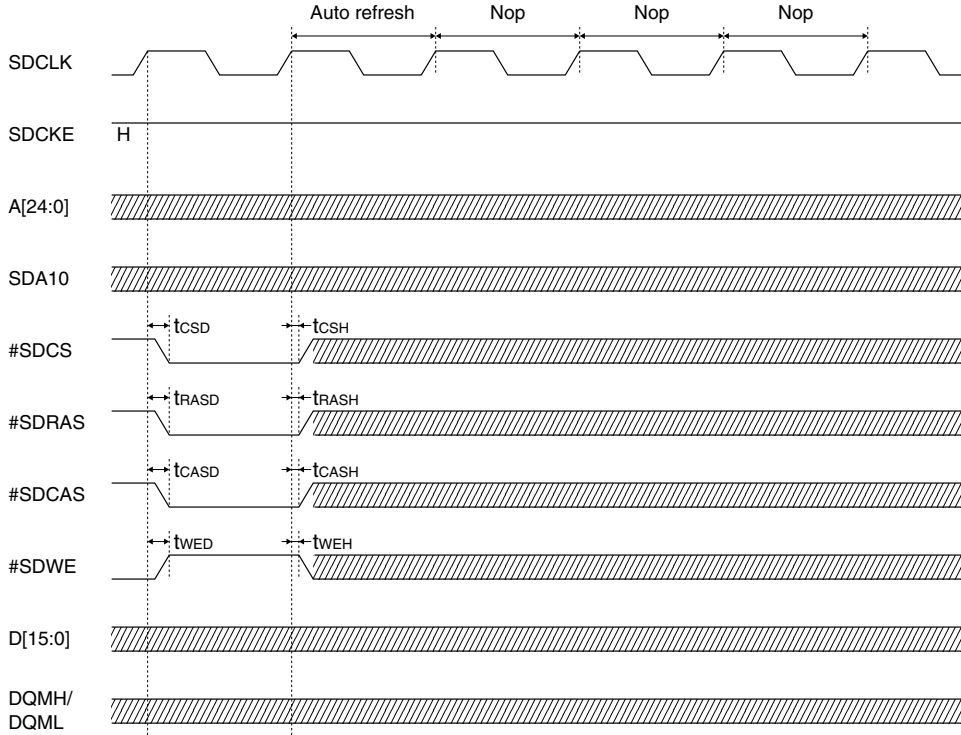 Auto refresh Nop Nop Nop
SDCLK
SDCKE H
A[24:0]
SDA10
tCSD tCSH
#SDCS
tRASD tRASH
#SDRAS
tCASD tCASH
#SDCAS
tWED tWEH
#SDWE
D[15:0]
DQMH/
DQML